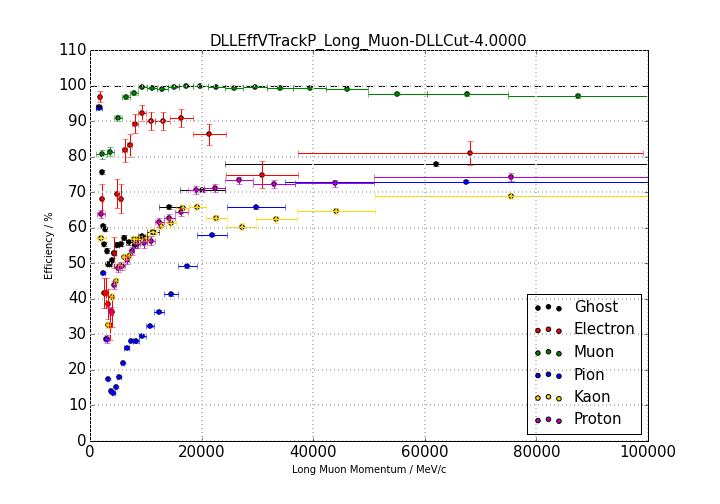 DLLEffVTrackP_Long_Muon-DLLCut-4.0000
110
100
90
80
70
60
50
40
30
20
10
0
Efficiency / %
0 20000 40000 60000 80000 100000
Long Muon Momentum / MeV/c
Ghost
Electron
Muon
Pion
Kaon
Proton